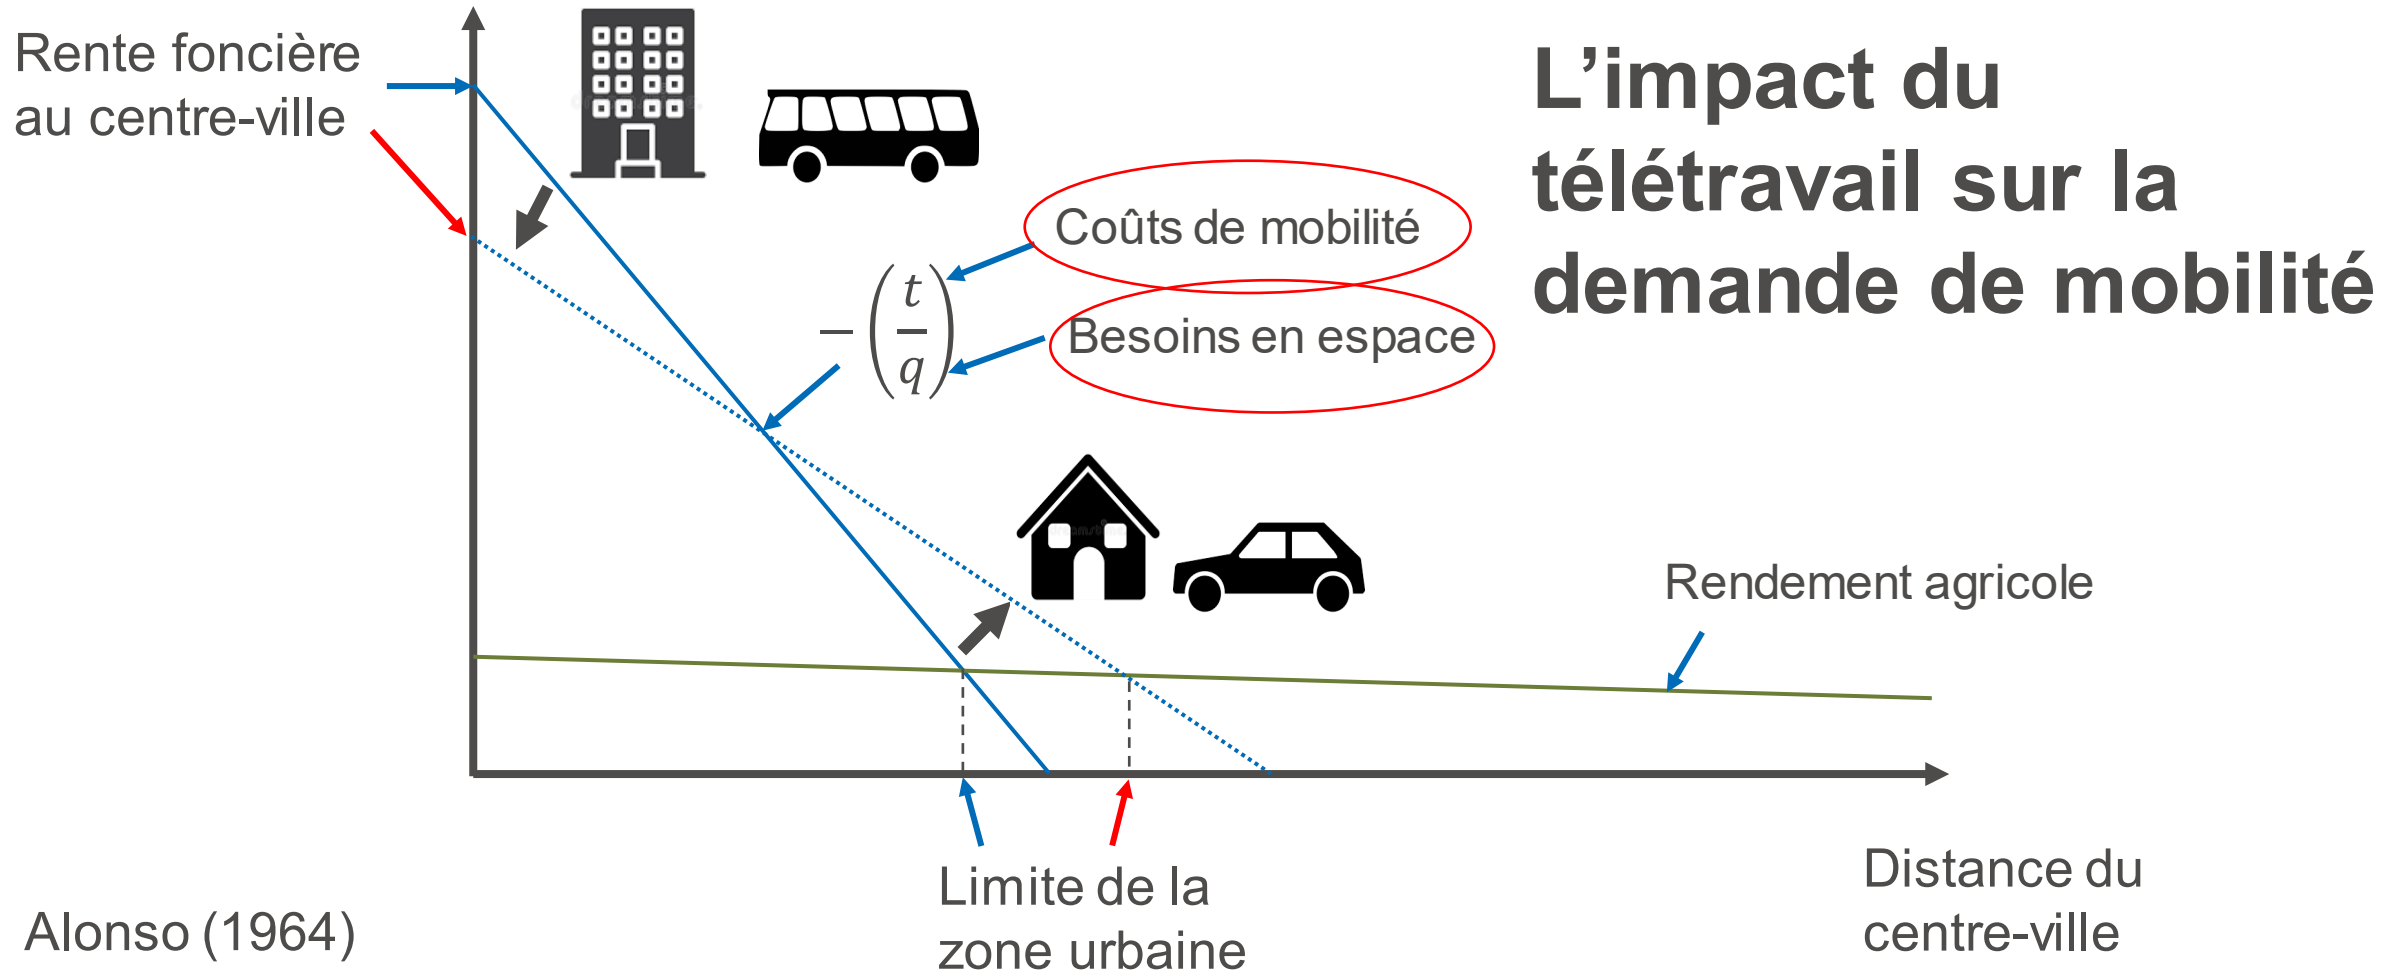 L’impact du
télétravail sur la
demande de mobilité
Rente foncière
au centre-ville
Coûts de mobilité
−(t/q)
Besoins en espace
Rendement agricole
Limite de la
zone urbaine
Distance du
centre-ville
Alonso (1964)